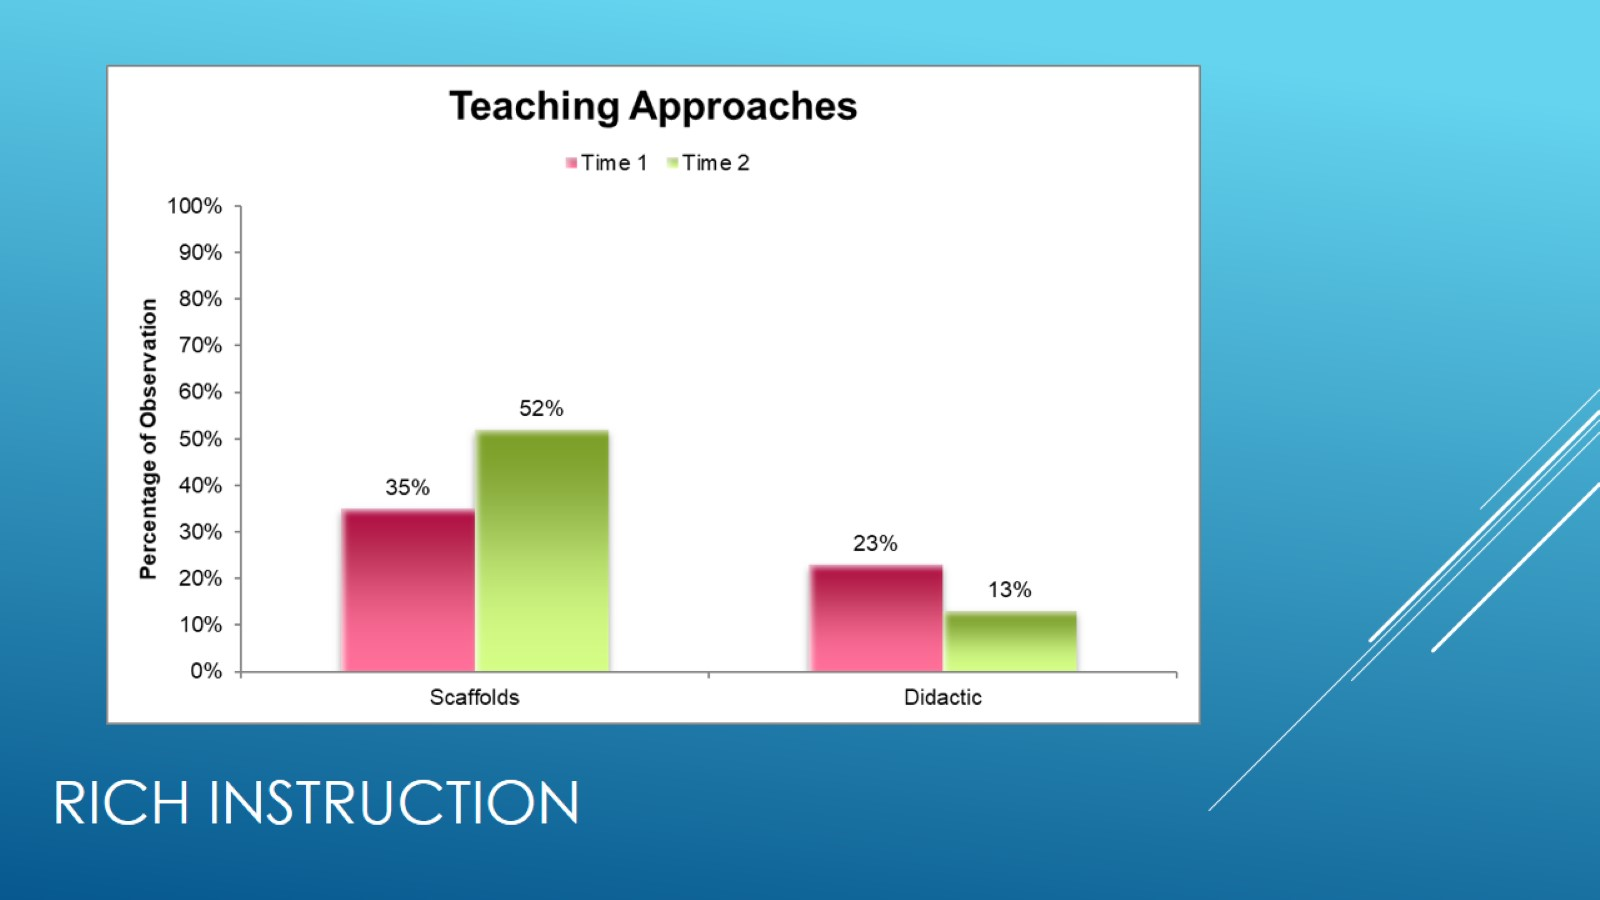 Teaching Approaches
Time 1 Time 2
100%
90%
80%
70%
60%
50%
40%
30%
20%
10%
0%
Percentage of Observation
35%
52%
23%
13%
Scaffolds
Didactic
RICH INSTRUCTION